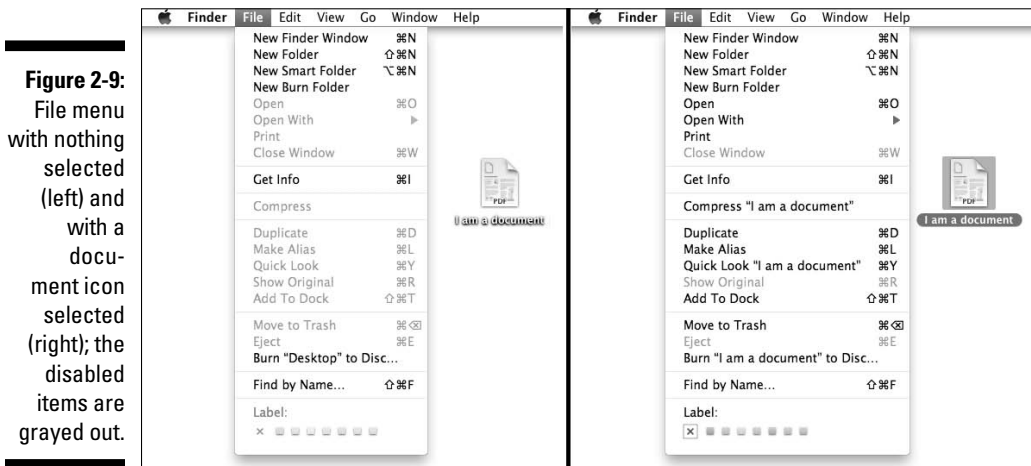 Figure 2-9:
File menu
with nothing
selected
(left) and
with a
docu-
ment icon
selected
(right); the
disabled
items are
grayed out.
Finder File Edit View Go Window Help
New Finder Window ⌘N
New Folder ⇧⌘N
New Smart Folder ⌥⌘N
New Burn Folder
Open ⌘O
Open With ▶
Print
Close Window ⌘W
Get Info ⌘I
Compress
Duplicate ⌘D
Make Alias ⌘L
Quick Look ⌘Y
Show Original ⌘R
Add To Dock ⇧⌘T
Move to Trash ⌘⌫
Eject ⌘E
Burn “Desktop” to Disc...
Find by Name... ⇧⌘F
Label:
×
PDF
I am a document
Finder File Edit View Go Window Help
New Finder Window ⌘N
New Folder ⇧⌘N
New Smart Folder ⌥⌘N
New Burn Folder
Open ⌘O
Open With ▶
Print
Close Window ⌘W
Get Info ⌘I
Compress “I am a document”
Duplicate ⌘D
Make Alias ⌘L
Quick Look “I am a document” ⌘Y
Show Original ⌘R
Add To Dock ⇧⌘T
Move to Trash ⌘⌫
Eject ⌘E
Burn “I am a document” to Disc...
Find by Name... ⇧⌘F
Label:
×
PDF
I am a document